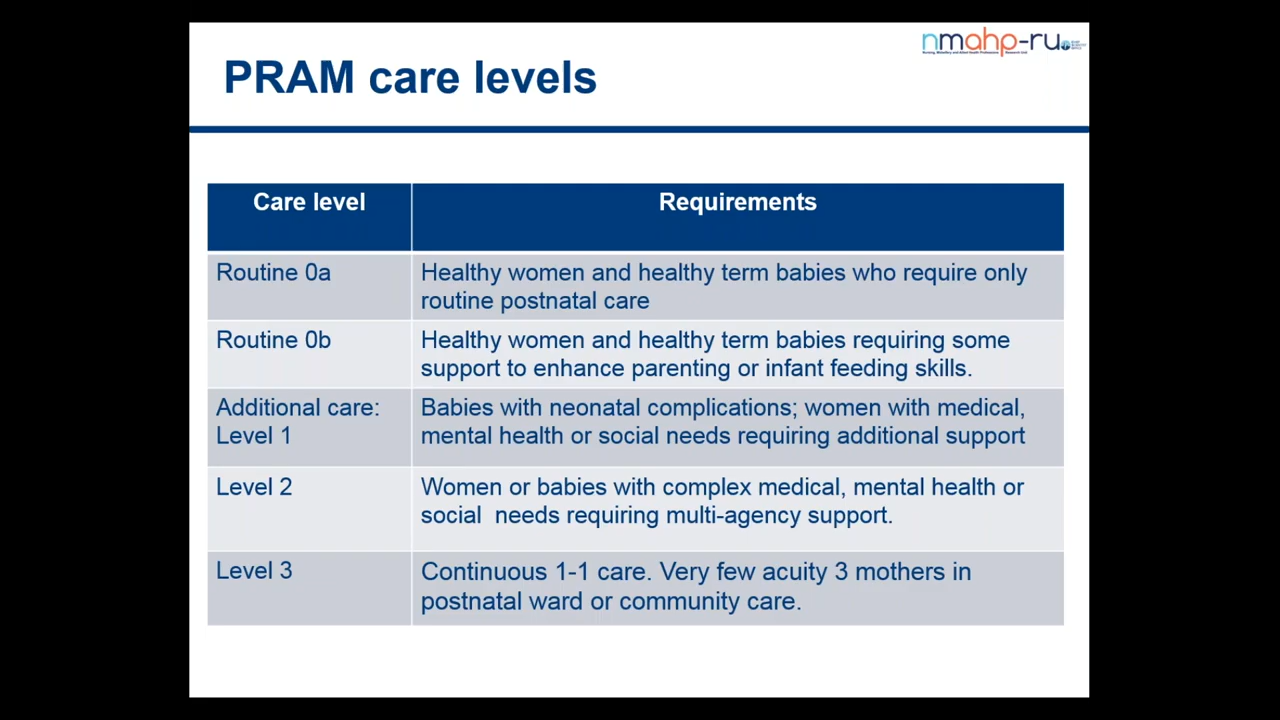 nmahp-ru
PRAM care levels
Care level
Requirements
Routine 0a
Healthy women and healthy term babies who require only
routine postnatal care
Routine 0b
Healthy women and healthy term babies requiring some
support to enhance parenting or infant feeding skills.
Additional care:
Level 1
Babies with neonatal complications; women with medical,
mental health or social needs requiring additional support
Level 2
Women or babies with complex medical, mental health or
social  needs requiring multi-agency support.
Level 3
Continuous 1-1 care. Very few acuity 3 mothers in
postnatal ward or community care.